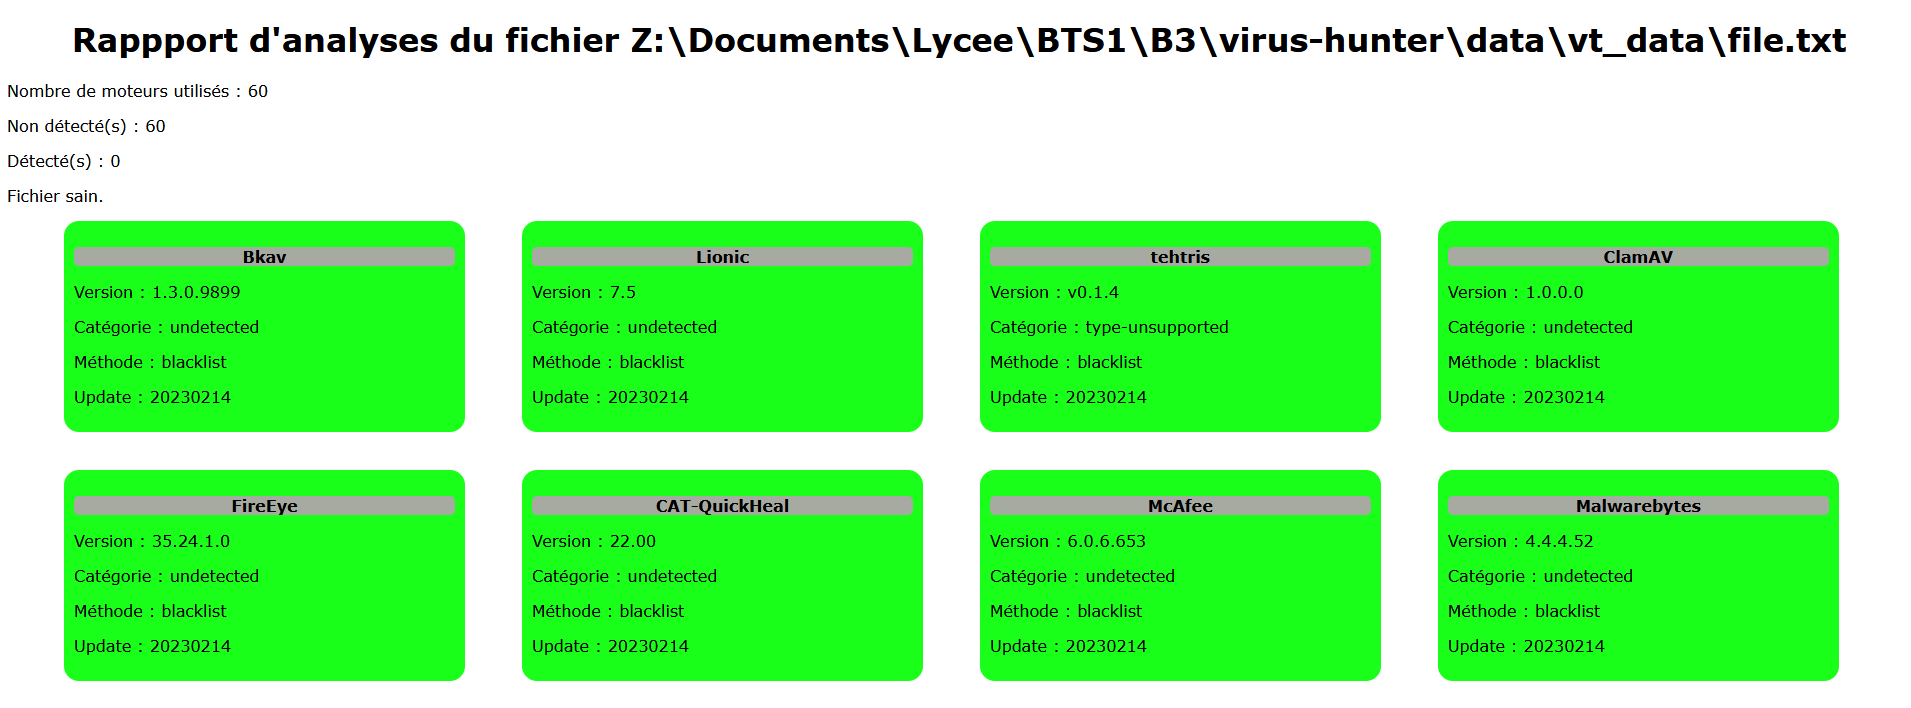 Rappport d'analyses du fichier Z:\Documents\Lycee\BTS1\B3\virus-hunter\data\vt_data\file.txt
Nombre de moteurs utilisés : 60
Non détecté(s) : 60
Détecté(s) : 0
Fichier sain.
Bkav
Version : 1.3.0.9899
Catégorie : undetected
Méthode : blacklist
Update : 20230214
Lionic
Version : 7.5
Catégorie : undetected
Méthode : blacklist
Update : 20230214
tehtris
Version : v0.1.4
Catégorie : type-unsupported
Méthode : blacklist
Update : 20230214
ClamAV
Version : 1.0.0.0
Catégorie : undetected
Méthode : blacklist
Update : 20230214
FireEye
Version : 35.24.1.0
Catégorie : undetected
Méthode : blacklist
Update : 20230214
CAT-QuickHeal
Version : 22.00
Catégorie : undetected
Méthode : blacklist
Update : 20230214
McAfee
Version : 6.0.6.653
Catégorie : undetected
Méthode : blacklist
Update : 20230214
Malwarebytes
Version : 4.4.4.52
Catégorie : undetected
Méthode : blacklist
Update : 20230214